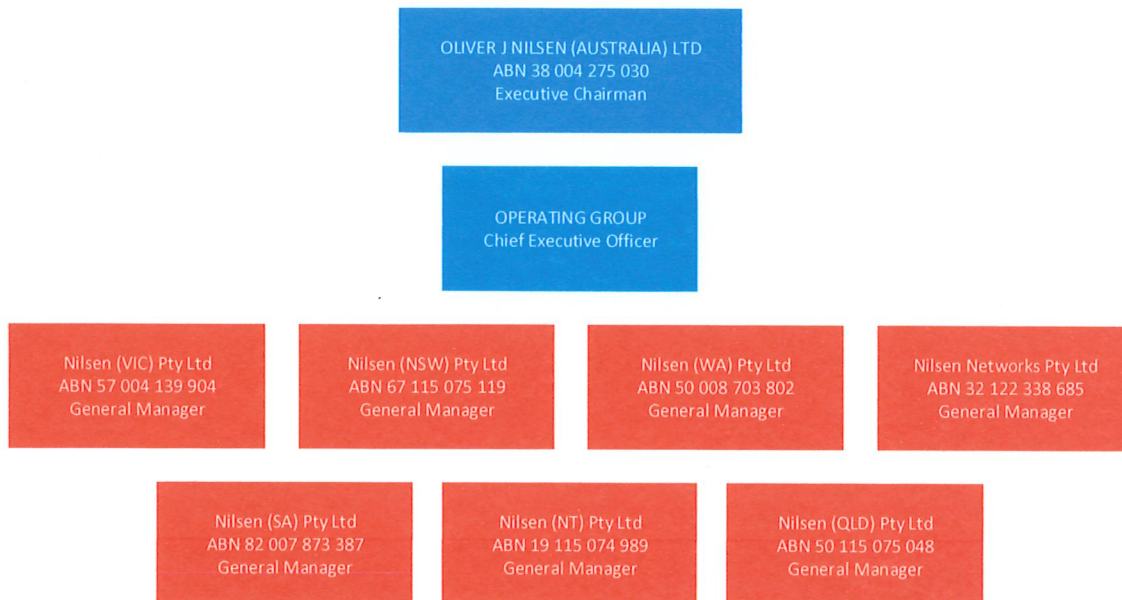 OLIVER J NILSEN (AUSTRALIA) LTD
ABN 38 004 275 030
Executive Chairman
OPERATING GROUP
Chief Executive Officer
Nilsen (VIC) Pty Ltd
ABN 57 004 139 904
General Manager
Nilsen (NSW) Pty Ltd
ABN 67 115 075 119
General Manager
Nilsen (WA) Pty Ltd
ABN 50 008 703 802
General Manager
Nilsen Networks Pty Ltd
ABN 32 122 338 685
General Manager
Nilsen (SA) Pty Ltd
ABN 82 007 873 387
General Manager
Nilsen (NT) Pty Ltd
ABN 19 115 074 989
General Manager
Nilsen (QLD) Pty Ltd
ABN 50 115 075 048
General Manager